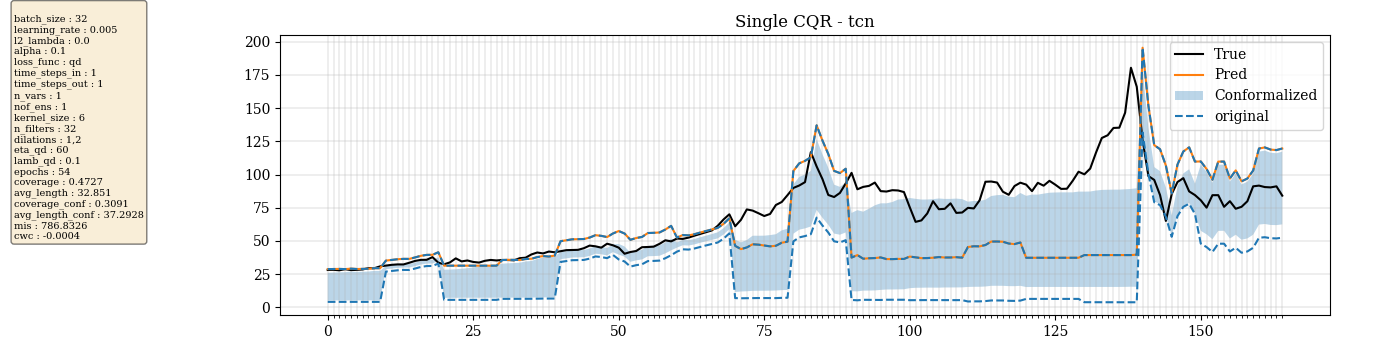 batch_size : 32
learning_rate : 0.005
l2_lambda : 0.0
alpha : 0.1
loss_func : qd
time_steps_in : 1
time_steps_out : 1
n_vars : 1
nof_ens : 1
kernel_size : 6
n_filters : 32
dilations : 1,2
eta_qd : 60
lamb_qd : 0.1
epochs : 54
coverage : 0.4727
avg_length : 32.851
coverage_conf : 0.3091
avg_length_conf : 37.2928
mis : 786.8326
cwc : -0.0004
Single CQR - tcn
200
175
150
125
100
75
50
25
0
0 25 50 75 100 125 150
True
Pred
Conformalized
original